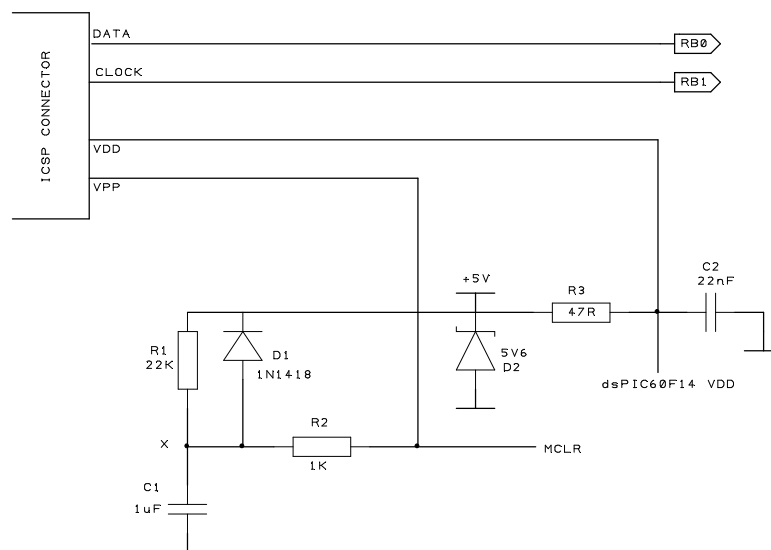 DATA
RB0
ICSP CONNECTOR
CLOCK
RB1
VDD
VPP
+5V
C2
22nF
R3
47R
R1
22K
D1
1N1418
5V6
D2
dsPIC60F14 VDD
R2
1K
X
MCLR
C1
1uF